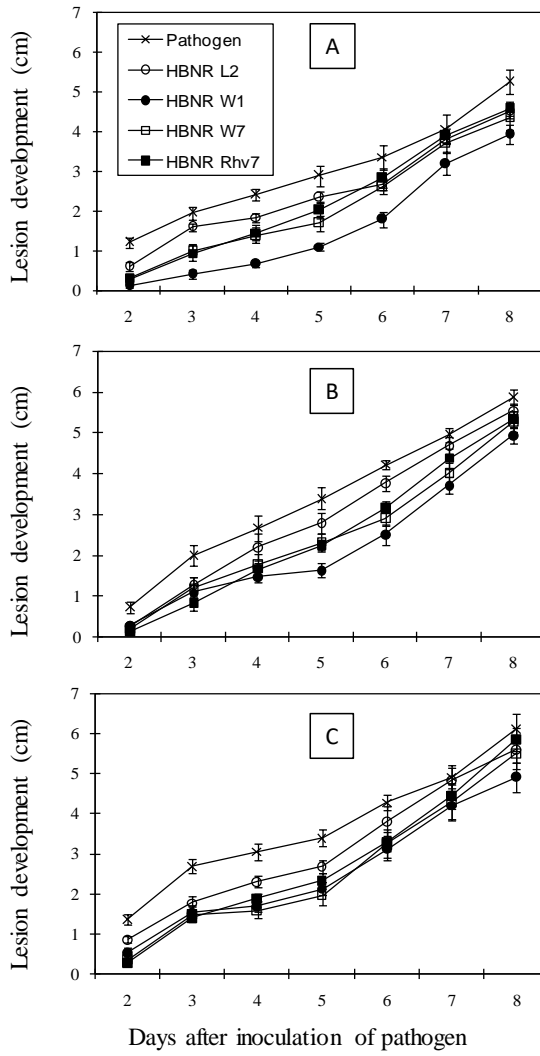 Lesion development (cm)
7
6
5
4
3
2
1
0
Pathogen
HBNR L2
HBNR W1
HBNR W7
HBNR Rhv7
A
2 3 4 5 6 7 8
Lesion development (cm)
7
6
5
4
3
2
1
0
B
2 3 4 5 6 7 8
Lesion development (cm)
7
6
5
4
3
2
1
0
C
2 3 4 5 6 7 8
Days after inoculation of pathogen